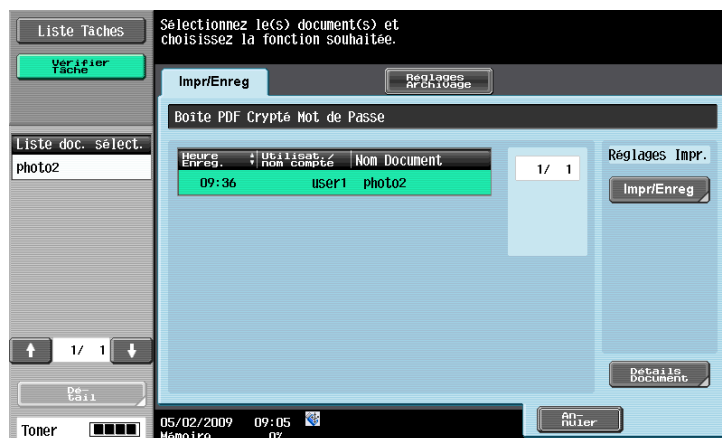 Liste Tâches
Vérifier
Tâche
Liste doc. sélect.
photo2
1/ 1
Dé-
tail
Toner
Sélectionnez le(s) document(s) et
choisissez la fonction souhaitée.
Impr/Enreg
Réglages
Archivage
Boîte PDF Crypté Mot de Passe
Heure
Enreg.
Utilisat./
nom compte
Nom Document
09:36 user1 photo2
1/ 1
Réglages Impr.
Impr/Enreg
Détails
Document
05/02/2009 09:05
Mémoire 0%
An-
nuler